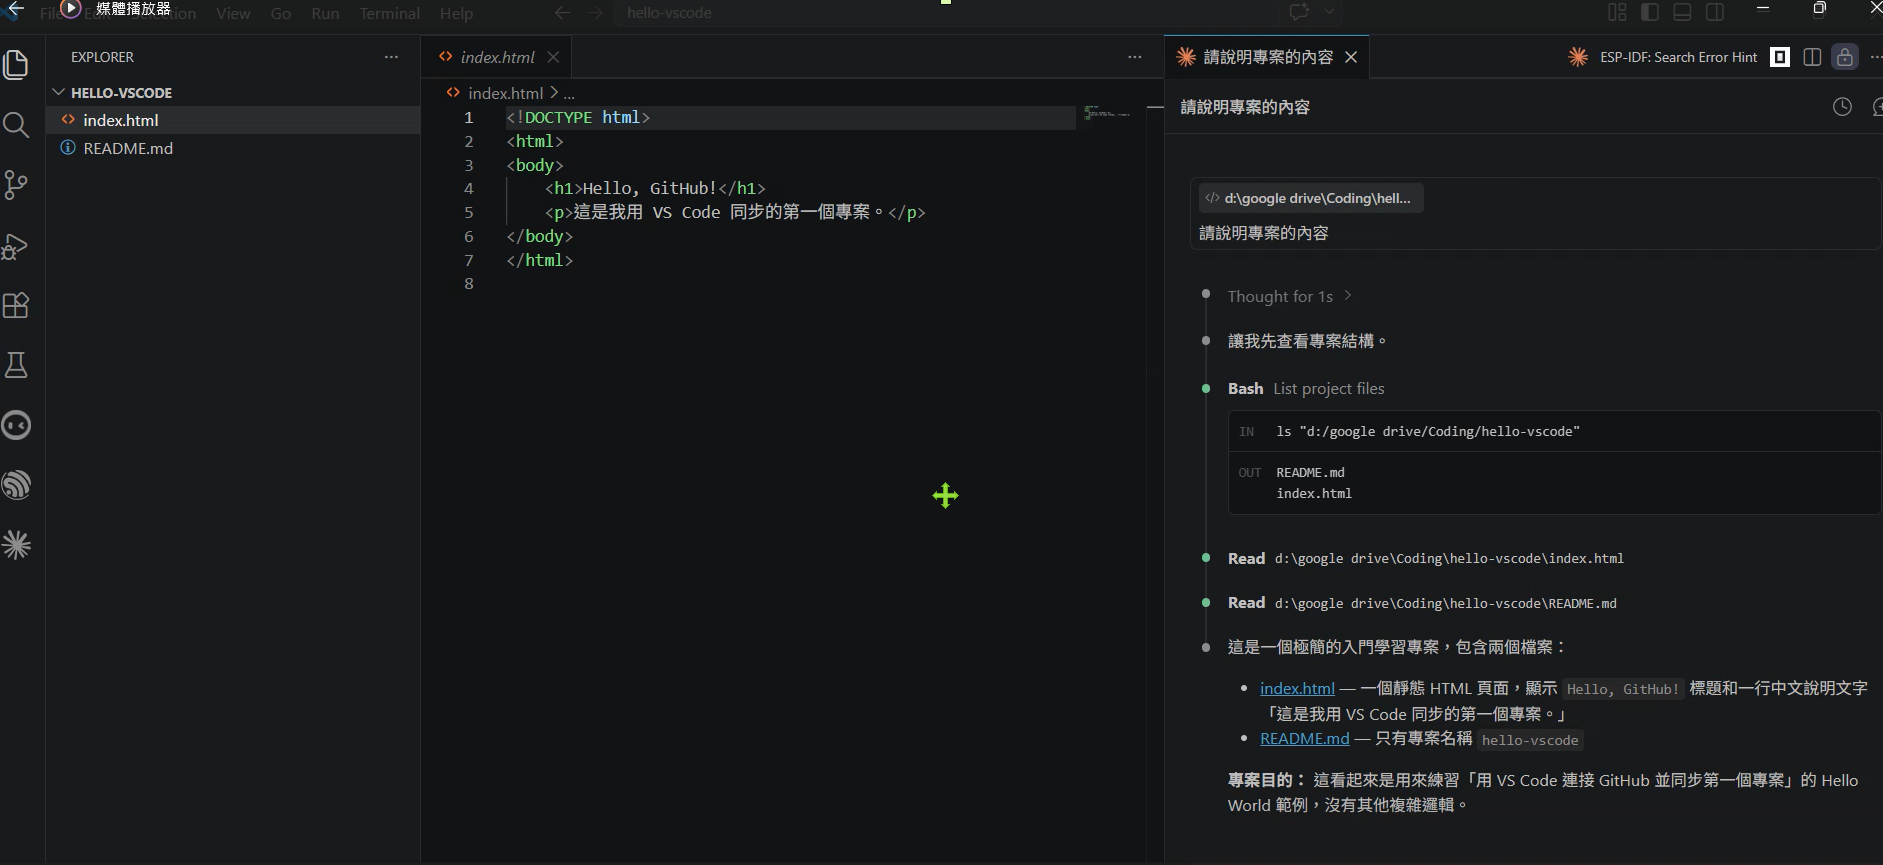 媒體播放器
File Edit Selection View Go Run Terminal Help
hello-vscode
EXPLORER
HELLO-VSCODE
index.html
README.md
index.html
index.html > ...
1 <!DOCTYPE html>
2 <html>
3 <body>
4 <h1>Hello, GitHub!</h1>
5 <p>這是我用 VS Code 同步的第一個專案。</p>
6 </body>
7 </html>
8
請說明專案的內容
ESP-IDF: Search Error Hint
請說明專案的內容
</> d:\google drive\Coding\hell...
請說明專案的內容
Thought for 1s >
讓我先查看專案結構。
Bash List project files
IN ls "d:/google drive/Coding/hello-vscode"
OUT README.md
index.html
Read d:\google drive\Coding\hello-vscode\index.html
Read d:\google drive\Coding\hello-vscode\README.md
這是一個極簡的入門學習專案，包含兩個檔案：
• index.html — 一個靜態 HTML 頁面，顯示 Hello, GitHub! 標題和一行中文說明文字
「這是我用 VS Code 同步的第一個專案。」
• README.md — 只有專案名稱 hello-vscode
專案目的： 這看起來是用來練習「用 VS Code 連接 GitHub 並同步第一個專案」的 Hello
World 範例，沒有其他複雜邏輯。